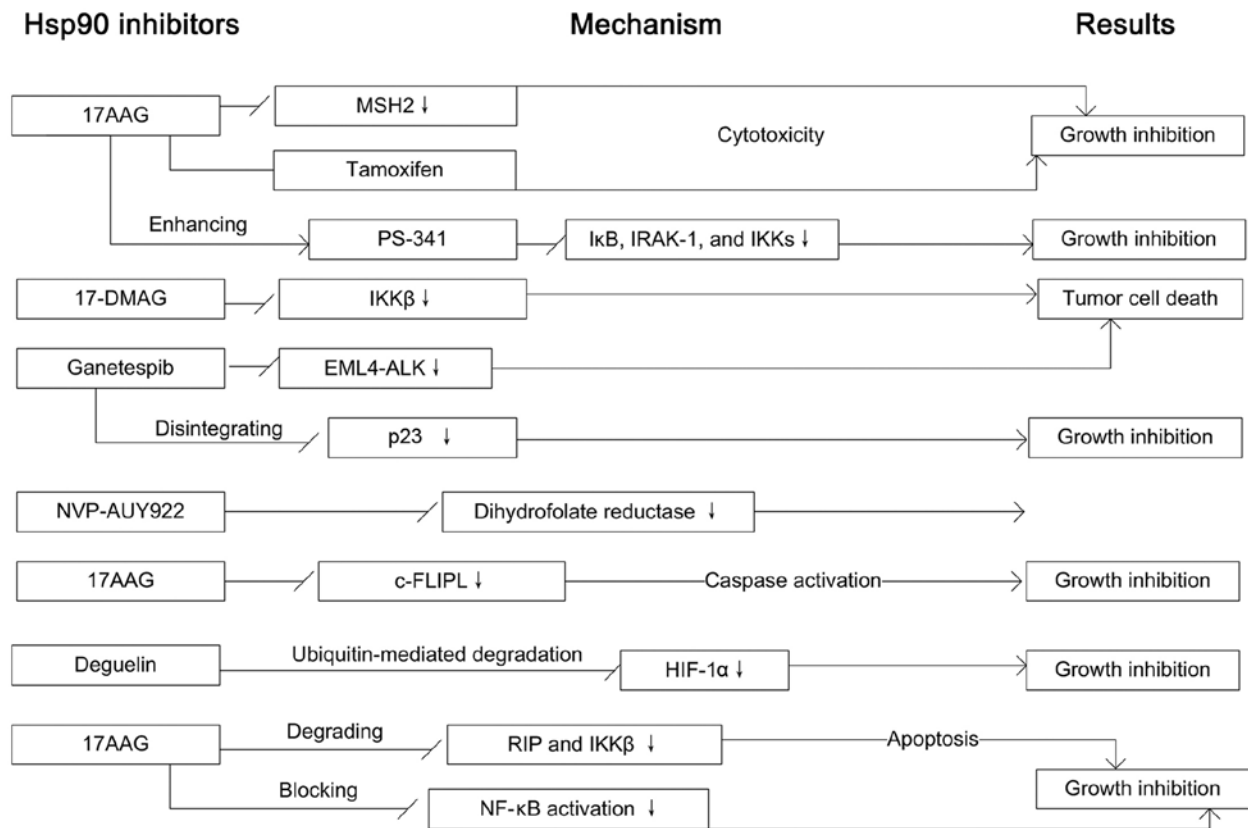 Hsp90 inhibitors Mechanism Results
17AAG
MSH2 ↓
Cytotoxicity
Growth inhibition
Tamoxifen
Enhancing
PS-341
IκB, IRAK-1, and IKKs ↓
Growth inhibition
17-DMAG
IKKβ ↓
Tumor cell death
Ganetespib
EML4-ALK ↓
Disintegrating
p23 ↓
Growth inhibition
NVP-AUY922
Dihydrofolate reductase ↓
17AAG
c-FLIPL ↓
Caspase activation
Growth inhibition
Deguelin
Ubiquitin-mediated degradation
HIF-1α ↓
Growth inhibition
17AAG
Degrading
RIP and IKKβ ↓
Apoptosis
Growth inhibition
Blocking
NF-κB activation ↓